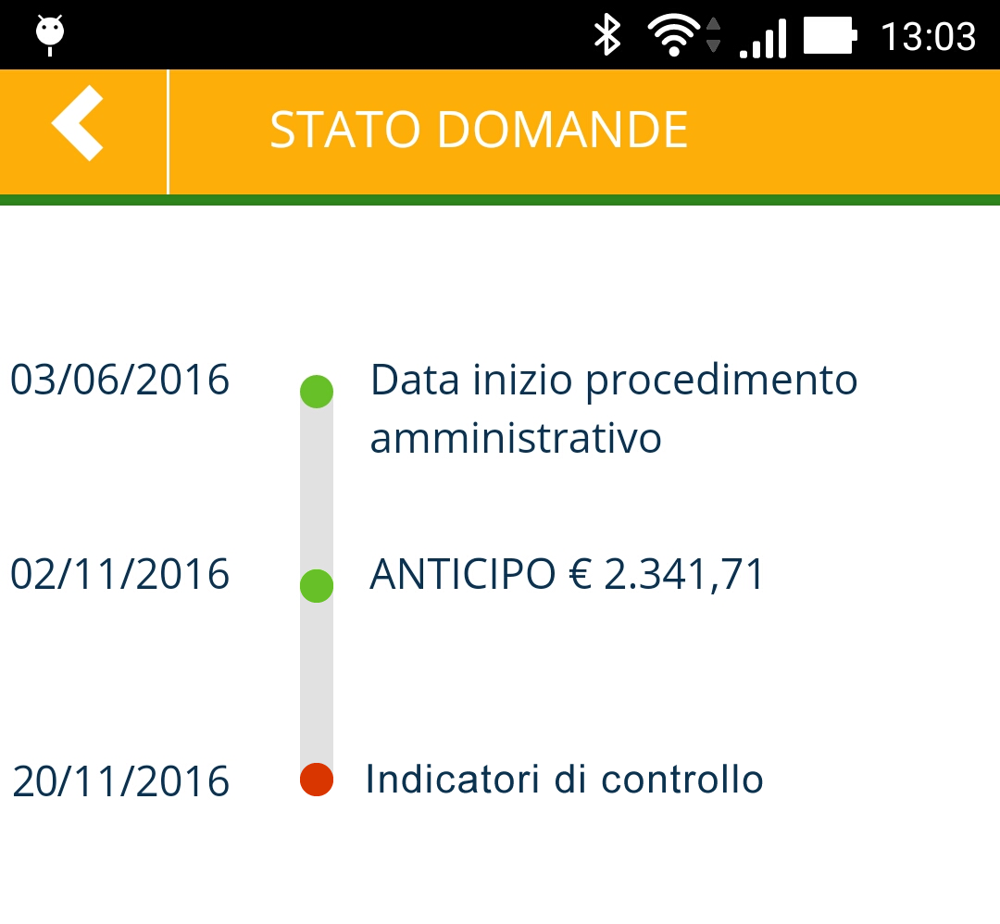 13:03
STATO DOMANDE
03/06/2016 Data inizio procedimento
amministrativo
02/11/2016 ANTICIPO € 2.341,71
20/11/2016 Indicatori di controllo